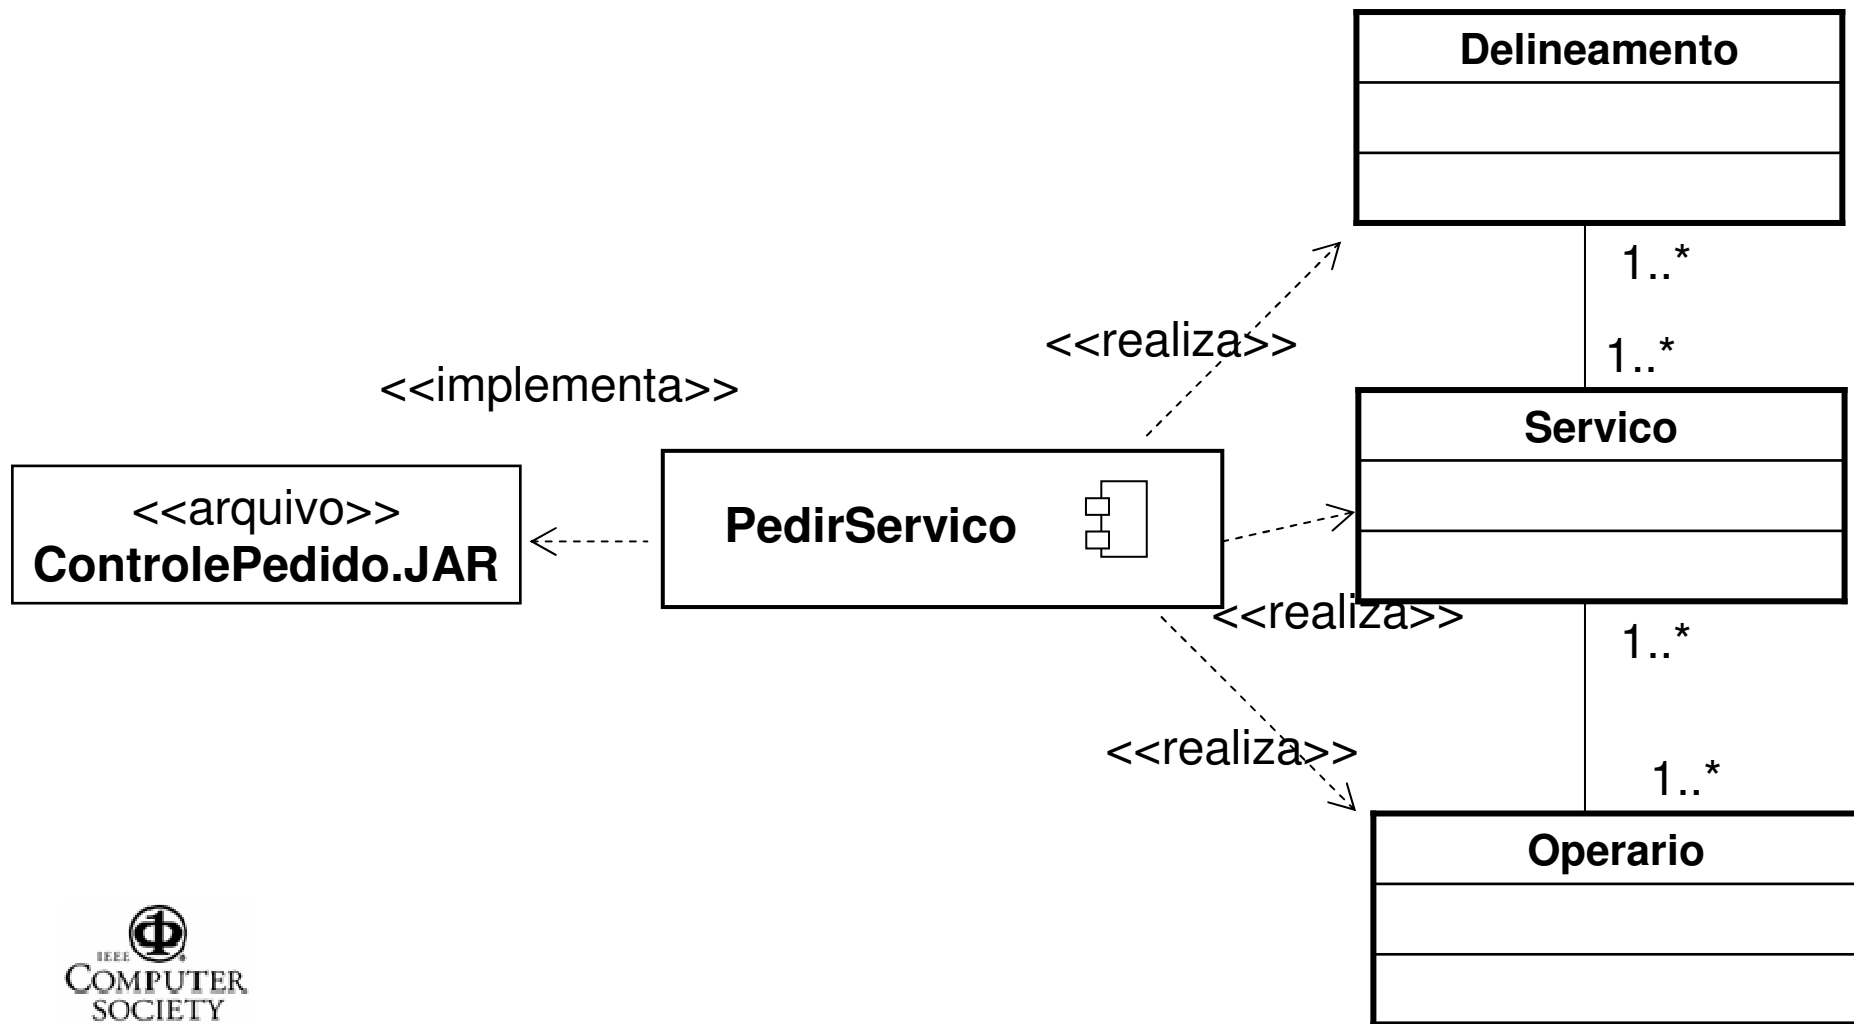 Delineamento
1..*
<<realiza>>
1..*
<<implementa>>
Servico
<<arquivo>>
ControlePedido.JAR
PedirServico
<<realiza>>
1..*
<<realiza>>
1..*
Operario
IEEE
COMPUTER
SOCIETY